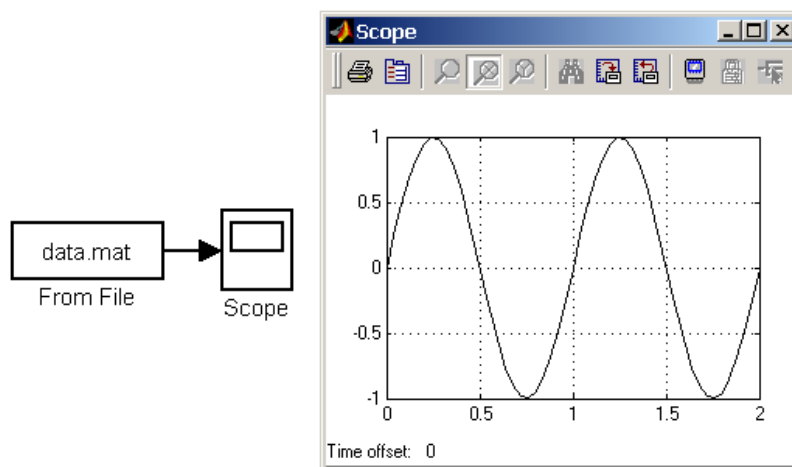 Scope
1
0.5
0
-0.5
-1
0 0.5 1 1.5 2
Time offset: 0
data.mat
From File
Scope